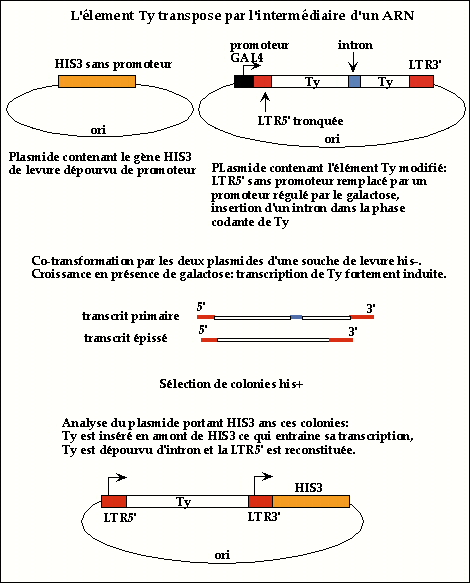 L'élement Ty transpose par l'intermédiaire d'un ARN
HIS3 sans promoteur
ori
Plasmide contenant le gène HIS3
de levure dépourvu de promoteur
promoteur
GAL4
intron
LTR3'
Ty
Ty
LTR5' tronquée
ori
PLasmide contenant l'élément Ty modifié:
LTR5' sans promoteur remplacé par un
promoteur régulé par le galactose,
insertion d'un intron dans la phase
codante de Ty
Co-transformation par les deux plasmides d'une souche de levure his-.
Croissance en présence de galactose: transcription de Ty fortement induite.
transcrit primaire
5'
3'
transcrit épissé
5'
3'
Sélection de colonies his+
Analyse du plasmide portant HIS3 ans ces colonies:
Ty est inséré en amont de HIS3 ce qui entraine sa transcription,
Ty est dépourvu d'intron et la LTR5' est reconstituée.
HIS3
Ty
LTR5'
LTR3'
ori